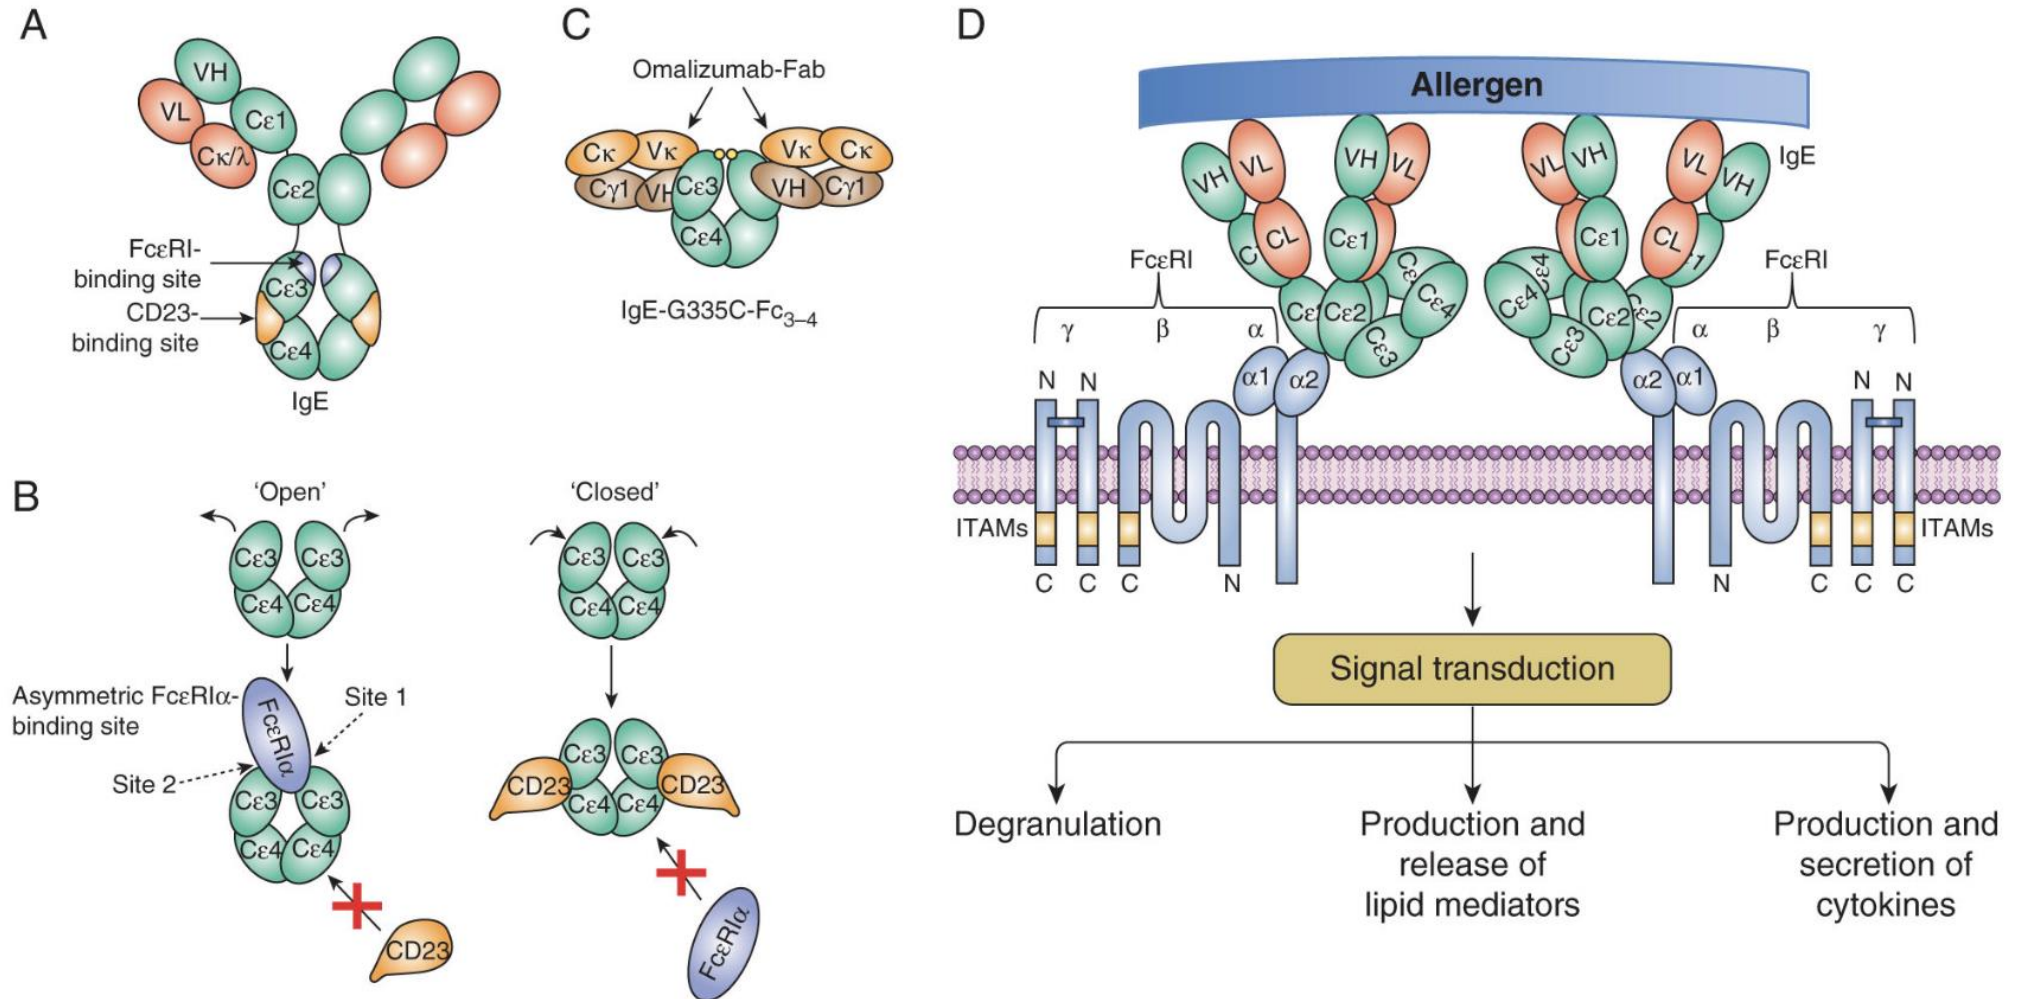 A
VH
VL
Cε1
Cκ/λ
Cε2
FcεRI-
binding site
Cε3
CD23-
binding site
Cε4
IgE
B
‘Open’
Cε3 Cε3
Cε4 Cε4
Asymmetric FcεRIα-
binding site
FcεRIα
Site 1
Site 2
Cε3 Cε3
Cε4 Cε4
CD23
‘Closed’
Cε3 Cε3
Cε4 Cε4
Cε3 Cε3
CD23 CD23
Cε4 Cε4
FcεRIα
C
Omalizumab-Fab
Cκ Vκ Vκ Cκ
Cγ1 VH Cε3 VH Cγ1
Cε4
IgE-G335C-Fc3–4
D
Allergen
VH VL VH VL VL VH VL VH IgE
CL Cε1 Cε1 CL
FcεRI FcεRI
Cε4 Cε4 Cε4
Cε2 Cε2 Cε2
Cε3 Cε3
γ β α α β γ
α1 α2 α2 α1
N N N N
ITAMs ITAMs
C C C N N C C C
Signal transduction
Degranulation
Production and
release of
lipid mediators
Production and
secretion of
cytokines